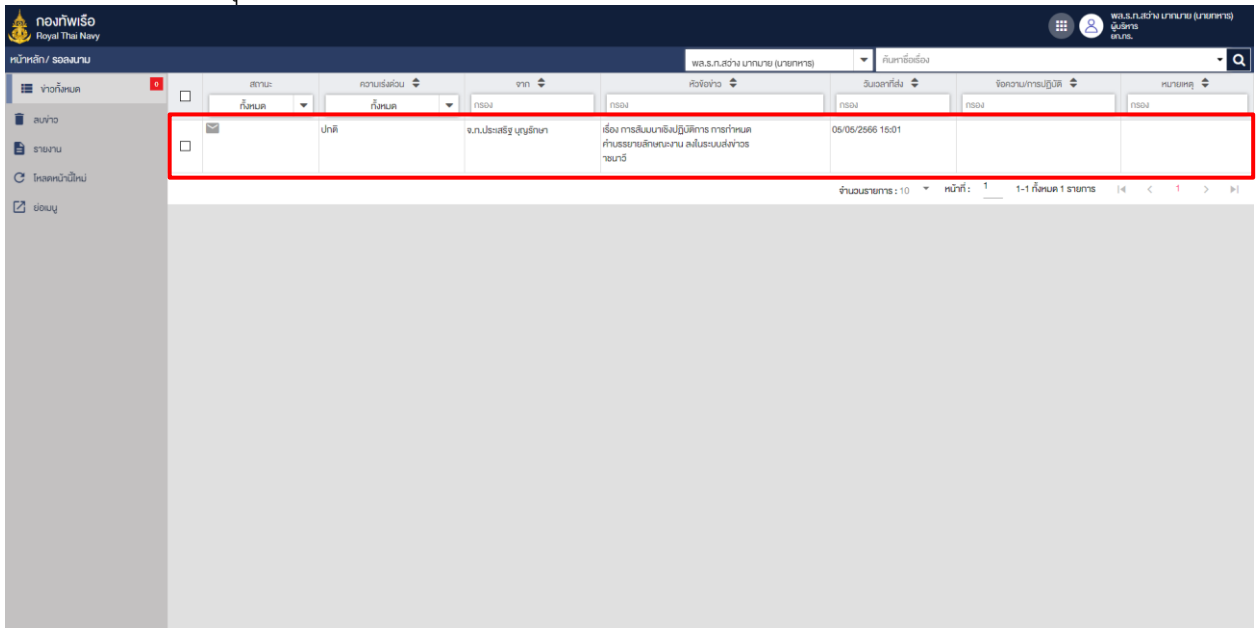 กองทัพเรือ
Royal Thai Navy
พล.ร.ท.สว่าง มากมาย (นายทหาร)
ผู้บริหาร
ยก.ทร.
หน้าหลัก/ รอลงนาม
พล.ร.ท.สว่าง มากมาย (นายทหาร)
ค้นหาชื่อเรื่อง
ข่าวทั้งหมด
0
ลบข่าว
รายงาน
โหลดหน้านี้ใหม่
ย่อเมนู
สถานะ ความเร่งด่วน จาก หัวข้อข่าว วันเวลาที่ส่ง ข้อความ/การปฏิบัติ หมายเหตุ
ทั้งหมด ทั้งหมด กรอง กรอง กรอง กรอง กรอง
ปกติ จ.ท.ประเสริฐ บุญรักษา เรื่อง การสัมมนาเชิงปฏิบัติการ การกำหนด 05/05/2566 15:01
คำบรรยายลักษณะงาน ลงในระบบส่งข่าวร
าชนาวี
จำนวนรายการ : 10 หน้าที่ : 1 1-1 ทั้งหมด 1 รายการ |< < 1 > >|